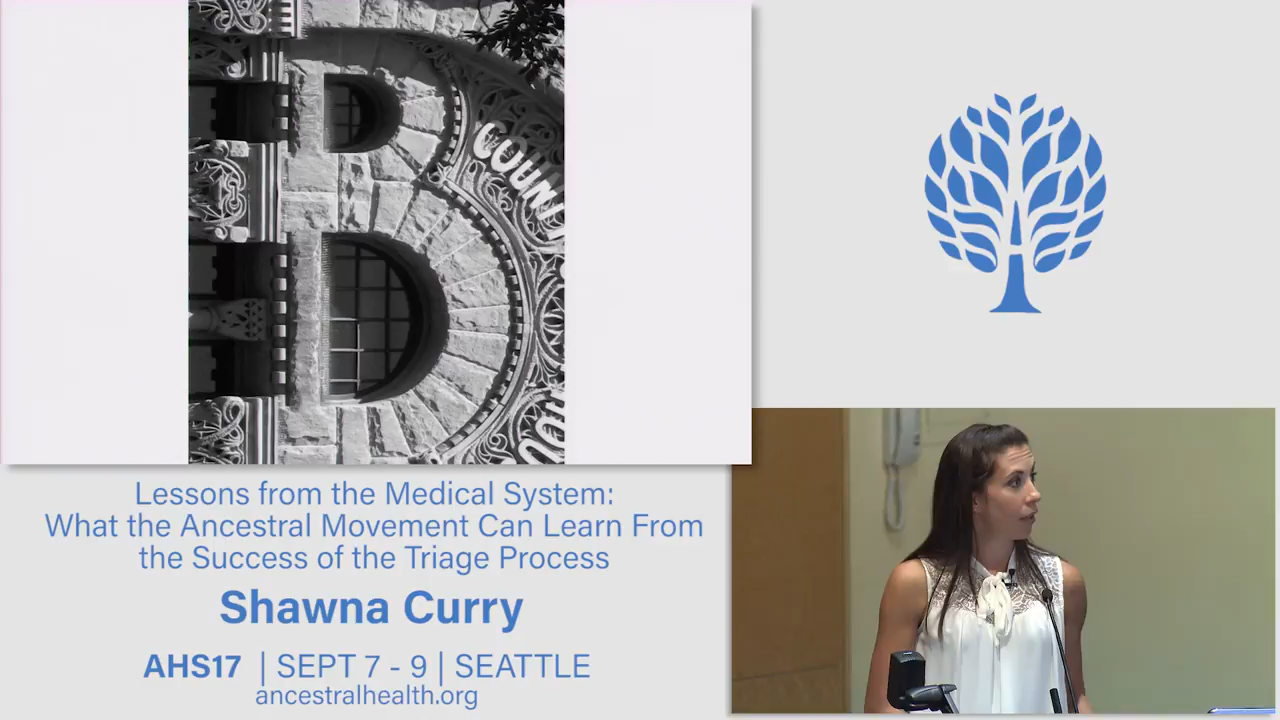 COUN
Lessons from the Medical System:
What the Ancestral Movement Can Learn From
the Success of the Triage Process
Shawna Curry
AHS17 | SEPT 7 - 9 | SEATTLE
ancestralhealth.org